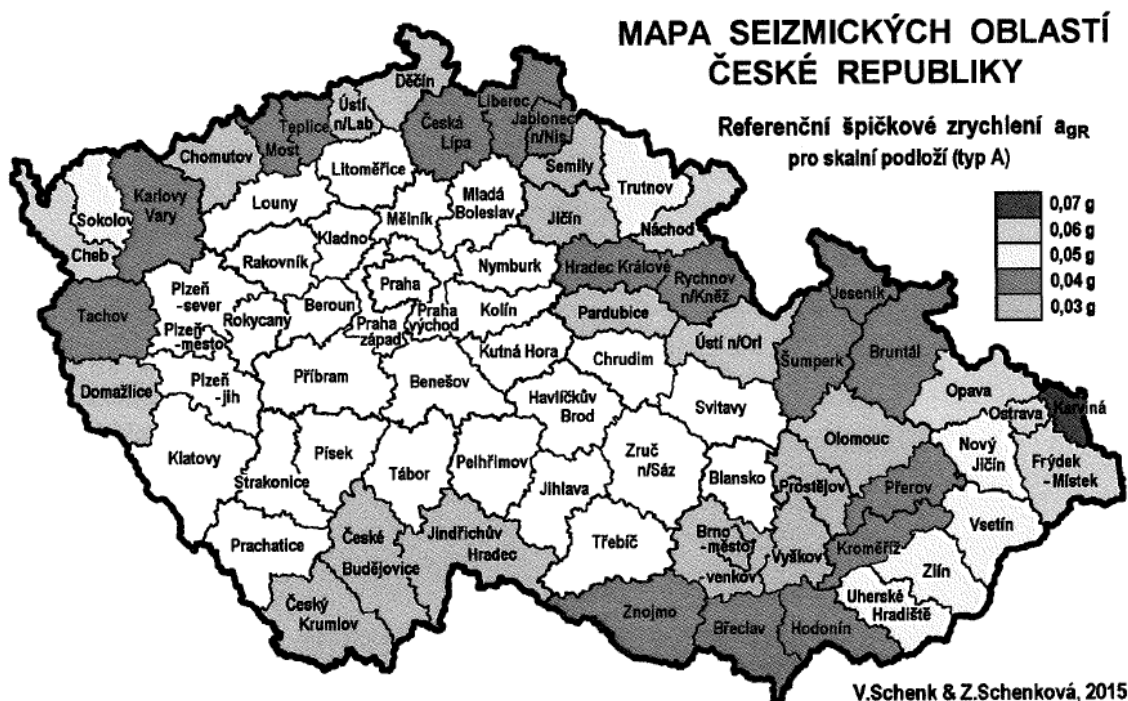 MAPA SEIZMICKÝCH OBLASTÍ
ČESKÉ REPUBLIKY
Referenční špičkové zrychlení agR
pro skalní podloží (typ A)
0,07 g
0,06 g
0,05 g
0,04 g
0,03 g
Děčín
Ústí
n/Lab
Teplice
Most
Chomutov
Česká
Lípa
Liberec
Jablonec
n/Nis
Semily
Trutnov
Náchod
Jičín
Litoměřice
Louny
Mělník
Mladá
Boleslav
Karlovy
Vary
Sokolov
Cheb
Kladno
Rakovník
Praha
Nymburk
Hradec Králové
Rychnov
n/Kněž
Tachov
Plzeň
-sever
Plzeň
-město
Rokycany
Beroun
Praha
západ
Praha
východ
Kolín
Pardubice
Ústí n/Orl
Jeseník
Šumperk
Bruntál
Domažlice
Plzeň
-jih
Příbram
Benešov
Kutná Hora
Chrudim
Havlíčkův
Brod
Svitavy
Opava
Ostrava
Karviná
Klatovy
Strakonice
Písek
Tábor
Pelhřimov
Jihlava
Zruč
n/Sáz
Blansko
Prostějov
Olomouc
Přerov
Nový
Jičín
Frýdek
-Místek
Prachatice
České
Budějovice
Jindřichův
Hradec
Třebíč
Brno
-město
-venkov
Vyškov
Kroměříž
Vsetín
Zlín
Český
Krumlov
Znojmo
Břeclav
Hodonín
Uherské
Hradiště
V.Schenk & Z.Schenková, 2015